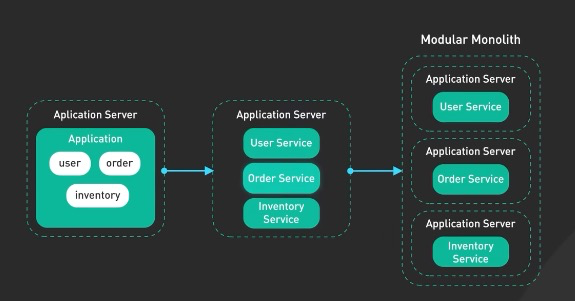 Modular Monolith
Aplication Server
Application
user
order
inventory
Application Server
User Service
Order Service
Inventory
Service
Application Server
User Service
Application Server
Order Service
Application Server
Inventory
Service